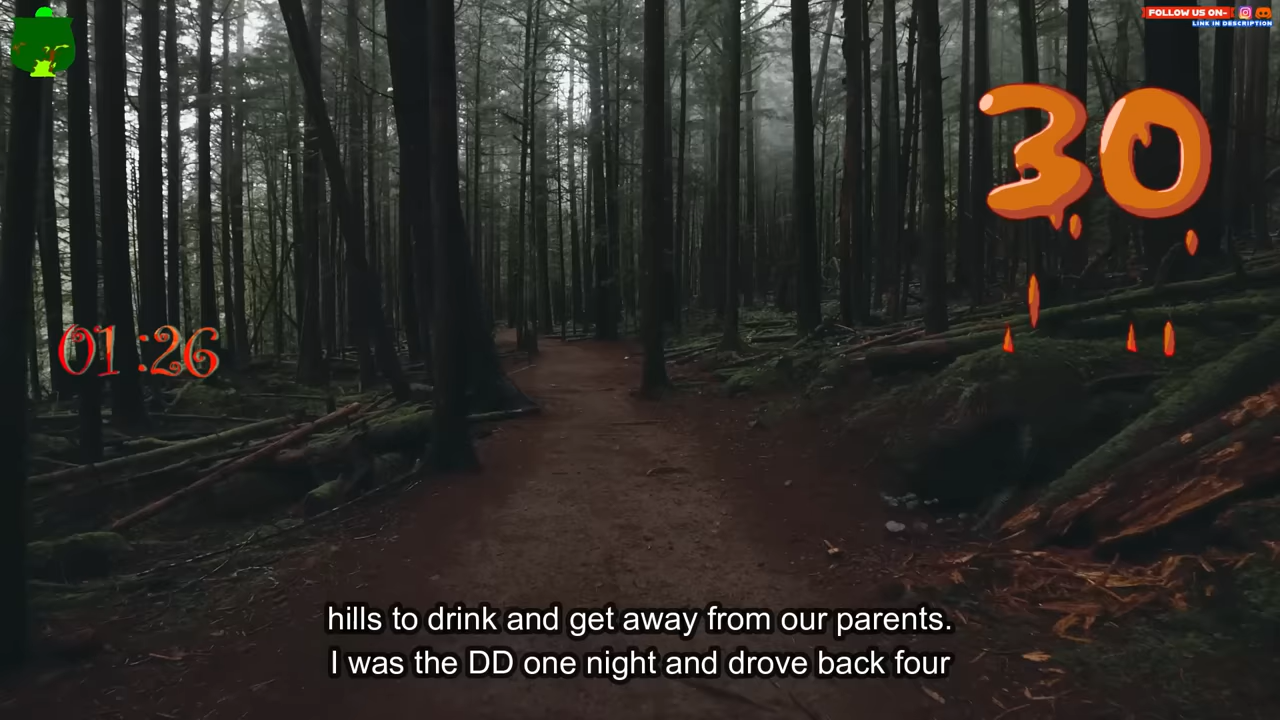 FOLLOW US ON-
LINK IN DESCRIPTION
30
01:26
hills to drink and get away from our parents.
I was the DD one night and drove back four